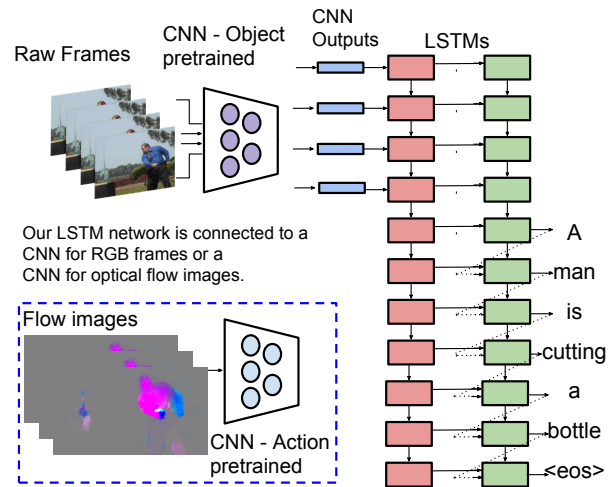 Raw Frames
CNN - Object
pretrained
CNN
Outputs
LSTMs
Our LSTM network is connected to a
CNN for RGB frames or a
CNN for optical flow images.
Flow images
CNN - Action
pretrained
A
man
is
cutting
a
bottle
<eos>